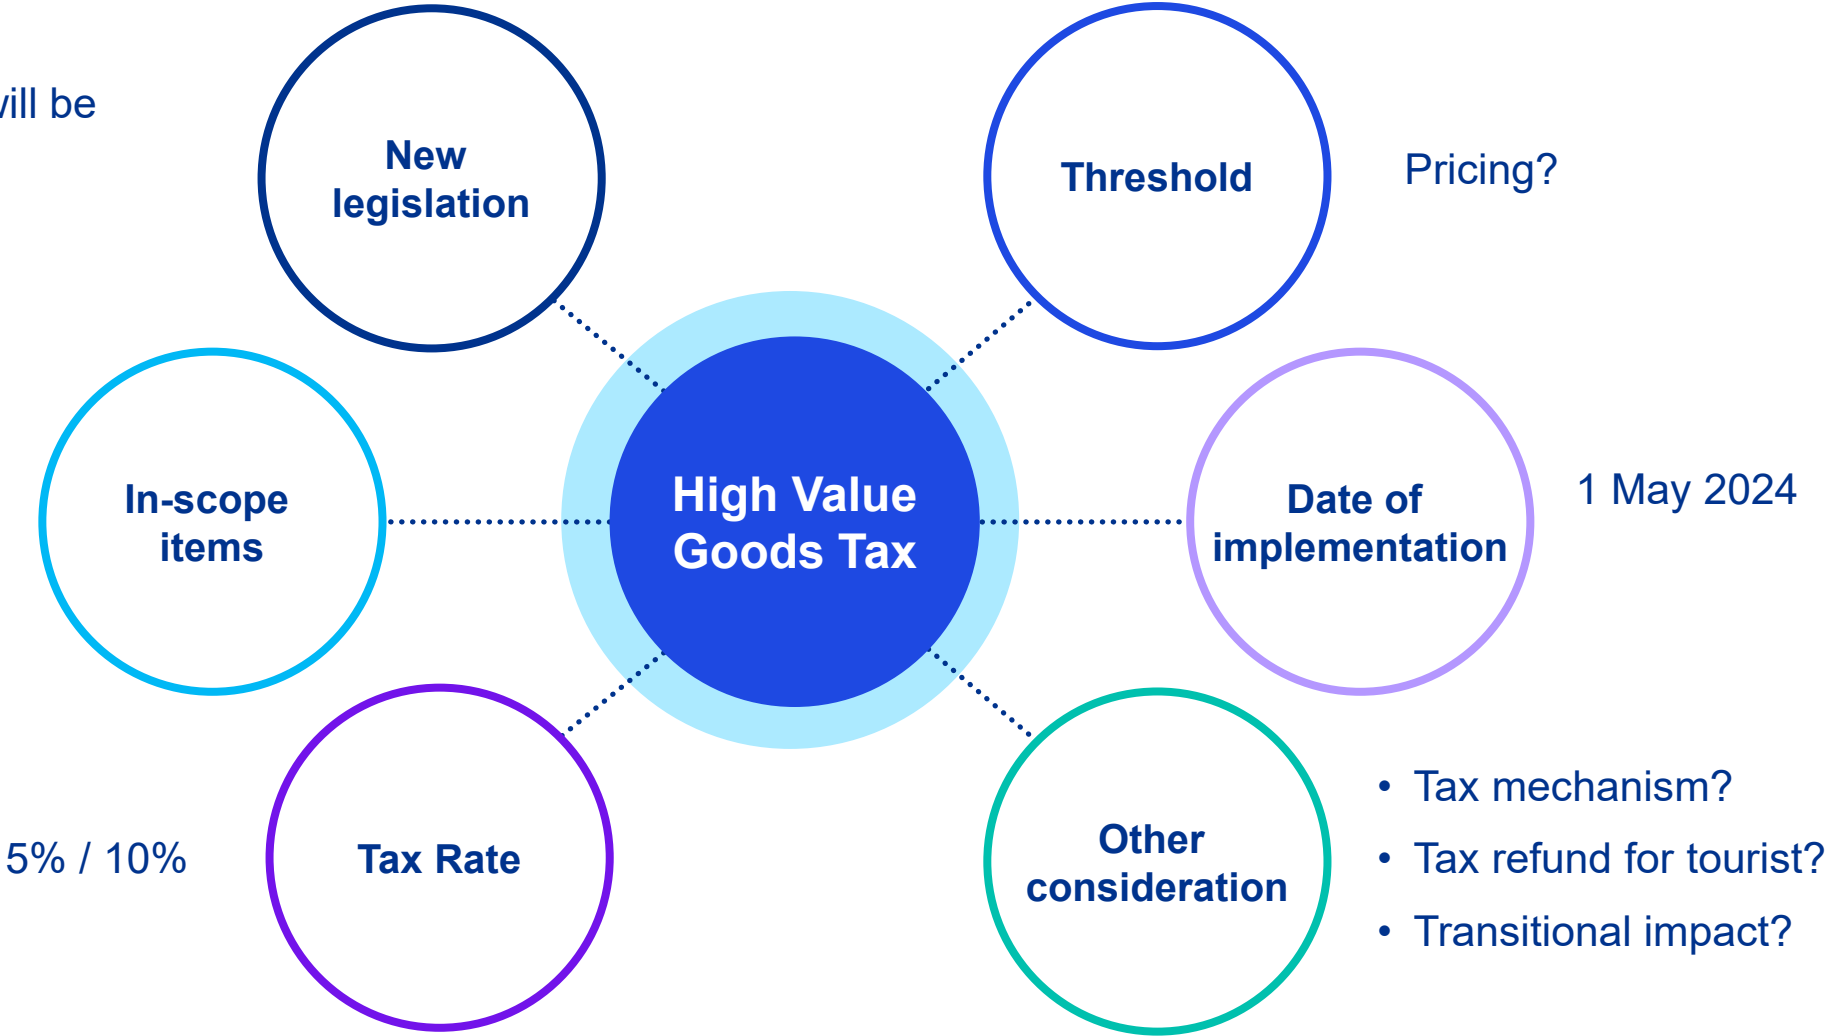 will be
New
legislation
Threshold
Pricing?
In-scope
items
High Value
Goods Tax
Date of
implementation
1 May 2024
5% / 10%
Tax Rate
Other
consideration
• Tax mechanism?
• Tax refund for tourist?
• Transitional impact?